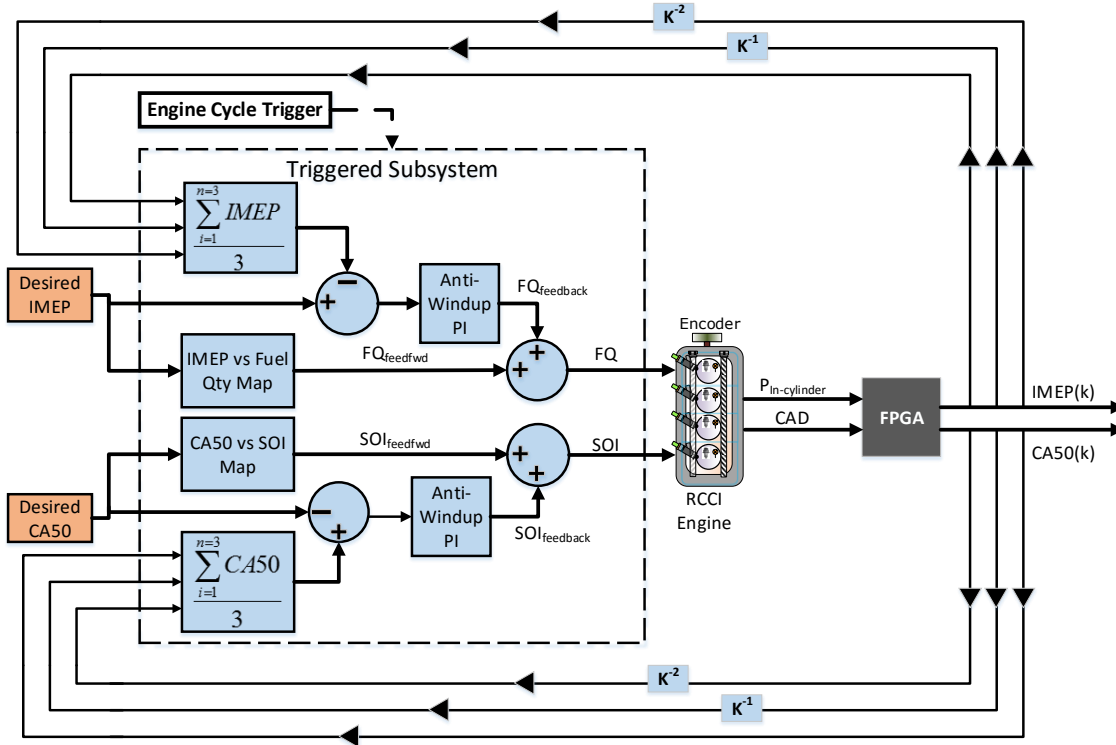 K⁻²
K⁻¹
Engine Cycle Trigger
Triggered Subsystem
n=3
∑ IMEP
i=1
3
Desired
IMEP
−
+
Anti-
Windup
PI
FQfeedback
IMEP vs Fuel
Qty Map
FQfeedfwd
+
+
FQ
Encoder
PIn-cylinder
CAD
FPGA
IMEP(k)
CA50(k)
CA50 vs SOI
Map
SOIfeedfwd
+
+
SOI
RCCI
Engine
Desired
CA50
−
+
Anti-
Windup
PI
SOIfeedback
n=3
∑ CA50
i=1
3
K⁻²
K⁻¹